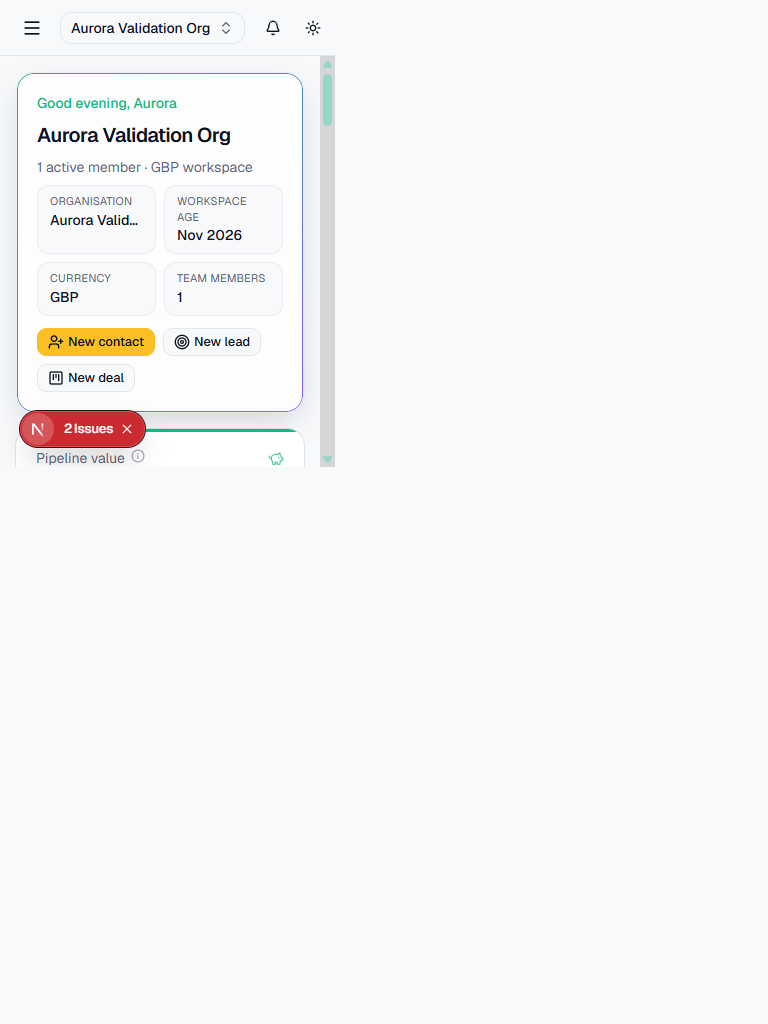 Aurora Validation Org
Good evening, Aurora
Aurora Validation Org
1 active member · GBP workspace
ORGANISATION
Aurora Valid...
WORKSPACE
AGE
Nov 2026
CURRENCY
GBP
TEAM MEMBERS
1
New contact
New lead
New deal
N
2 Issues
Pipeline value